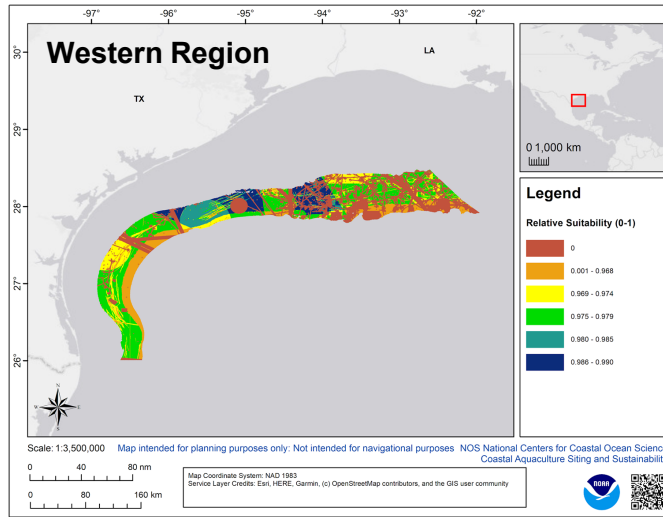 -97° -96° -95° -94° -93° -92°
Western Region
LA
TX
30°
29°
28°
27°
26°
0 1,000 km
Legend
Relative Suitability (0-1)
0
0.001 - 0.968
0.969 - 0.974
0.975 - 0.979
0.980 - 0.985
0.986 - 0.990
N
W E
S
Scale: 1:3,500,000 Map intended for planning purposes only: Not intended for navigational purposes NOS National Centers for Coastal Ocean Scienc
Coastal Aquaculture Siting and Sustainabilit
0 40 80 nm
0 80 160 km
Map Coordinate System: NAD 1983
Service Layer Credits: Esri, HERE, Garmin, (c) OpenStreetMap contributors, and the GIS user community
NOAA